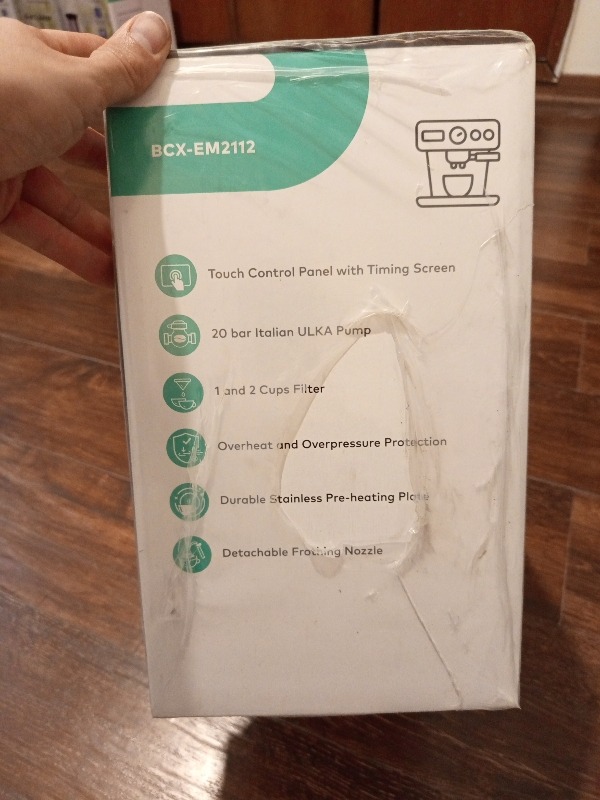 BCX-EM2112
Touch Control Panel with Timing Screen
20 bar Italian ULKA Pump
1 and 2 Cups Filter
Overheat and Overpressure Protection
Durable Stainless Pre-heating Plate
Detachable Frothing Nozzle